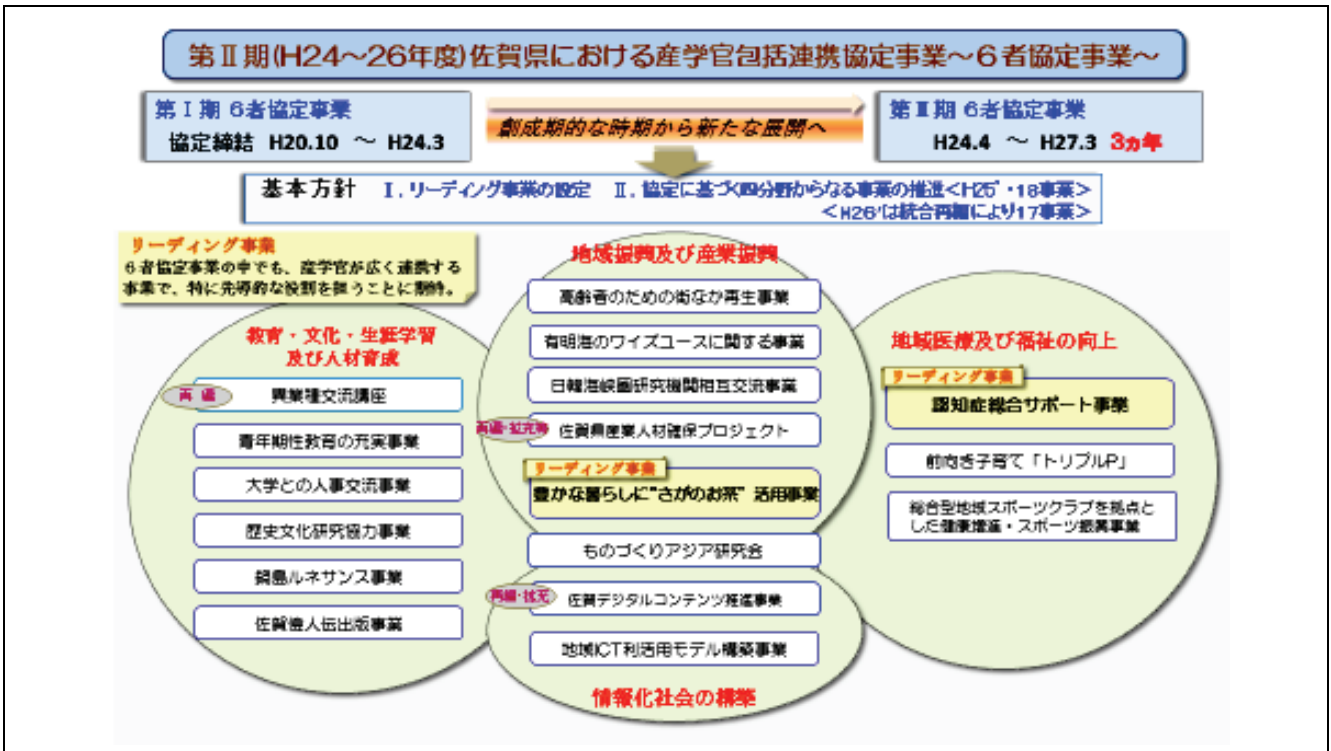 第Ⅱ期(H24～26年度)佐賀県における産学官包括連携協定事業～6者協定事業～
第Ⅰ期 6者協定事業
協定締結 H20.10 ～ H24.3
創成期的な時期から新たな展開へ
第Ⅱ期 6者協定事業
H24.4 ～ H27.3 3ヵ年
基本方針 Ⅰ. リーディング事業の設定 Ⅱ. 協定に基づく四分野からなる事業の推進<H25'・18事業>
<H26'は統合再編により17事業>
リーディング事業
6者協定事業の中でも、産学官が広く連携する
事業で、特に先導的な役割を担うことに期待。
教育・文化・生涯学習
及び人材育成
再編
異業種交流講座
青年期性教育の充実事業
大学との人事交流事業
歴史文化研究協力事業
鍋島ルネサンス事業
佐賀偉人伝出版事業
地域振興及び産業振興
高齢者のための街なか再生事業
有明海のワイズユースに関する事業
日韓海峡圏研究機関相互交流事業
再編・拡充等
佐賀県産業人材確保プロジェクト
リーディング事業
豊かな暮らしに"さがのお茶"活用事業
ものづくりアジア研究会
再編・拡充
佐賀デジタルコンテンツ推進事業
地域ICT利活用モデル構築事業
情報化社会の構築
地域医療及び福祉の向上
リーディング事業
認知症総合サポート事業
前向き子育て「トリプルP」
総合型地域スポーツクラブを拠点と
した健康増進・スポーツ振興事業